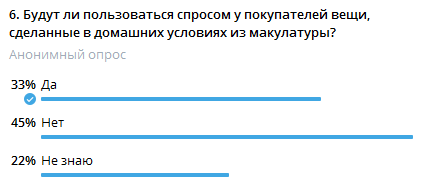 6. Будут ли пользоваться спросом у покупателей вещи,
сделанные в домашних условиях из макулатуры?
Анонимный опрос
33% Да
45% Нет
22% Не знаю